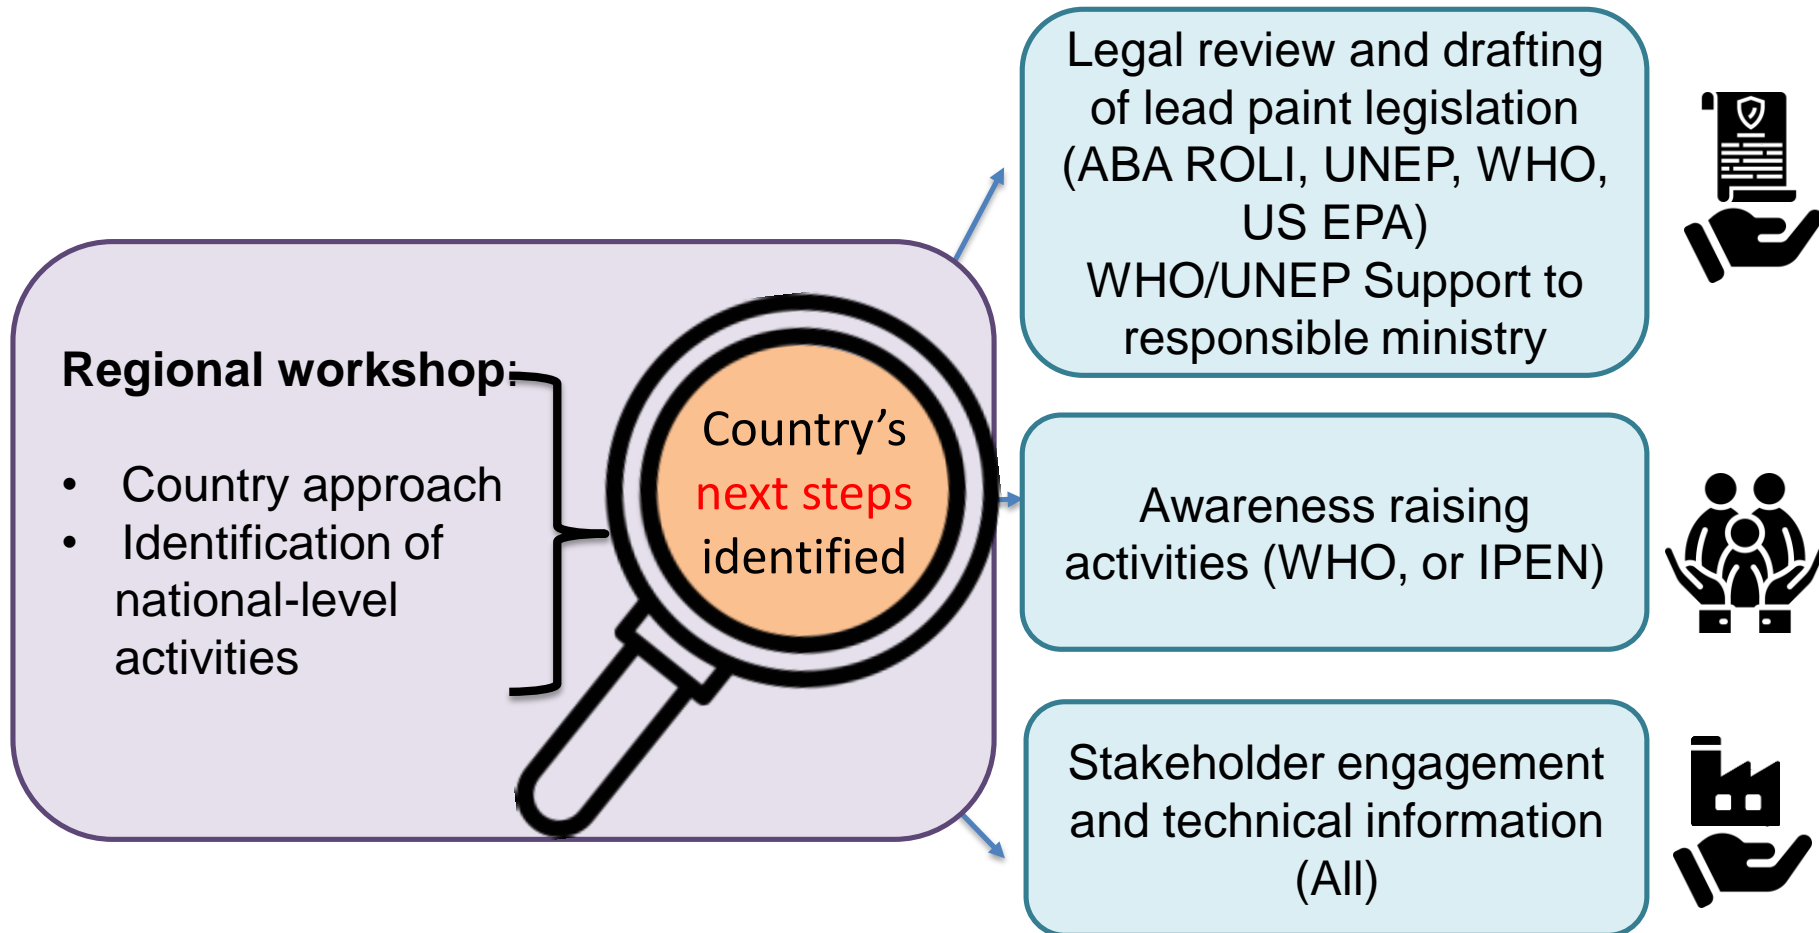 Regional workshop:
• Country approach
• Identification of
national-level
activities
Country’s
next steps
identified
Legal review and drafting
of lead paint legislation
(ABA ROLI, UNEP, WHO,
US EPA)
WHO/UNEP Support to
responsible ministry
Awareness raising
activities (WHO, or IPEN)
Stakeholder engagement
and technical information
(All)